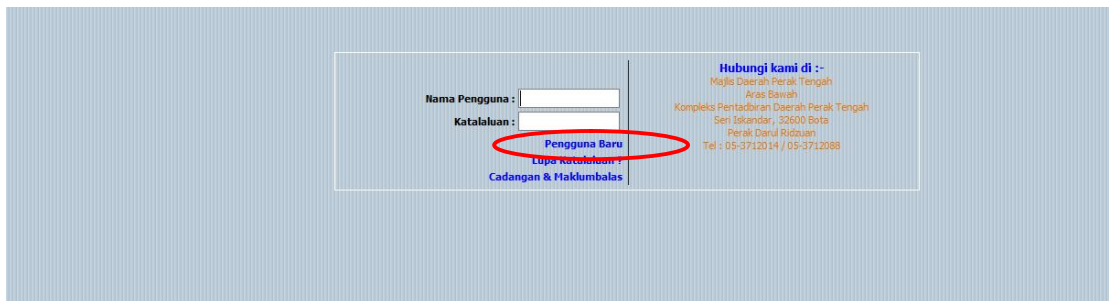 Nama Pengguna :
Katalaluan :
Pengguna Baru
Lupa Katalaluan ?
Cadangan & Maklumbalas
Hubungi kami di :-
Majlis Daerah Perak Tengah
Aras Bawah
Kompleks Pentadbiran Daerah Perak Tengah
Seri Iskandar, 32600 Bota
Perak Darul Ridzuan
Tel : 05-3712014 / 05-3712088